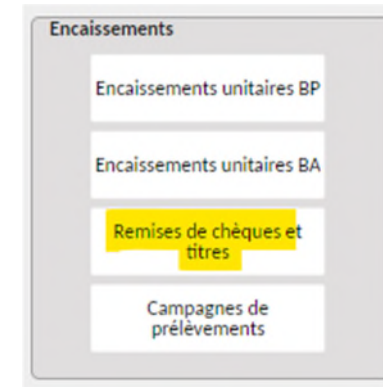 Encaissements
Encaissements unitaires BP
Encaissements unitaires BA
Remises de chèques et
titres
Campagnes de
prélèvements